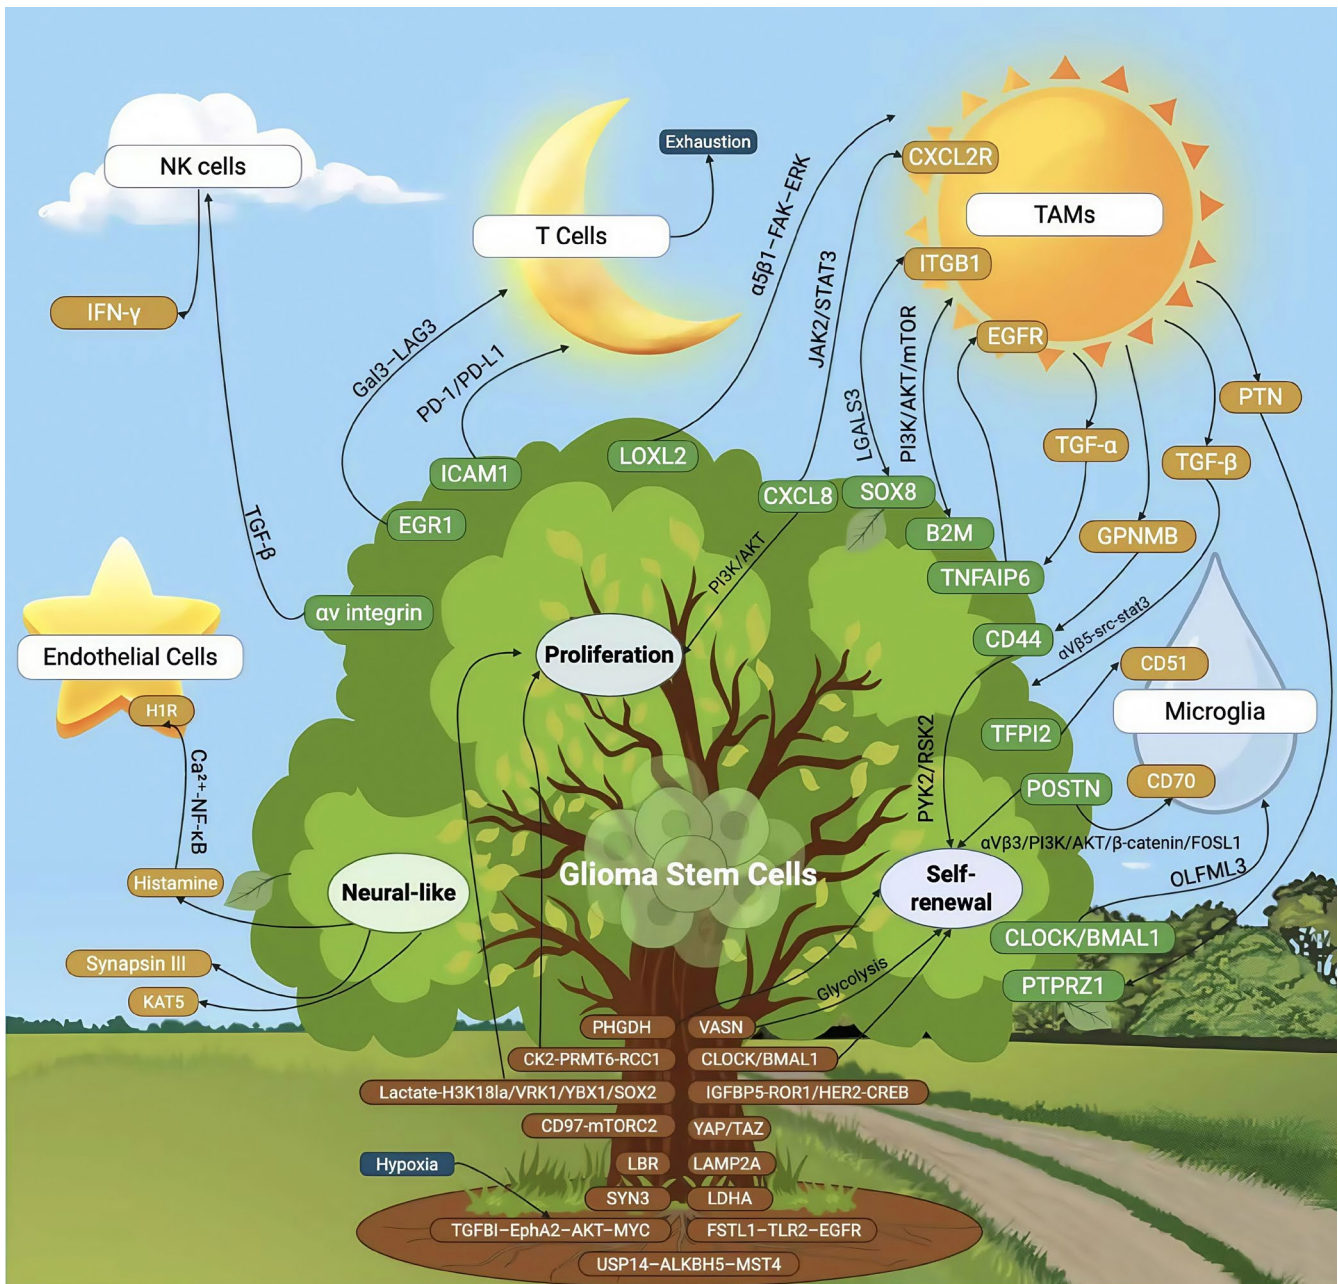 NK cells
Exhaustion
CXCL2R
TAMs
T Cells
α5β1–FAK–ERK
ITGB1
IFN-γ
JAK2/STAT3
EGFR
Gal3–LAG3
PD-1/PD-L1
LGALS3
PI3K/AKT/mTOR
PTN
TGF-α
TGF-β
LOXL2
ICAM1
CXCL8
SOX8
EGR1
B2M
GPNMB
TGF-β
PI3K/AKT
TNFAIP6
αv integrin
CD44
αVβ5-src-stat3
Endothelial Cells
Proliferation
CD51
H1R
Microglia
TFPI2
Ca²⁺-NF-κB
PYK2/RSK2
POSTN
CD70
αVβ3/PI3K/AKT/β-catenin/FOSL1
Glioma Stem Cells
OLFML3
Histamine
Neural-like
Self-
renewal
CLOCK/BMAL1
Synapsin III
Glycolysis
PTPRZ1
KAT5
PHGDH
VASN
CK2-PRMT6-RCC1
CLOCK/BMAL1
Lactate-H3K18la/VRK1/YBX1/SOX2
IGFBP5-ROR1/HER2-CREB
CD97-mTORC2
YAP/TAZ
Hypoxia
LBR
LAMP2A
SYN3
LDHA
TGFBI–EphA2–AKT–MYC
FSTL1–TLR2–EGFR
USP14–ALKBH5–MST4